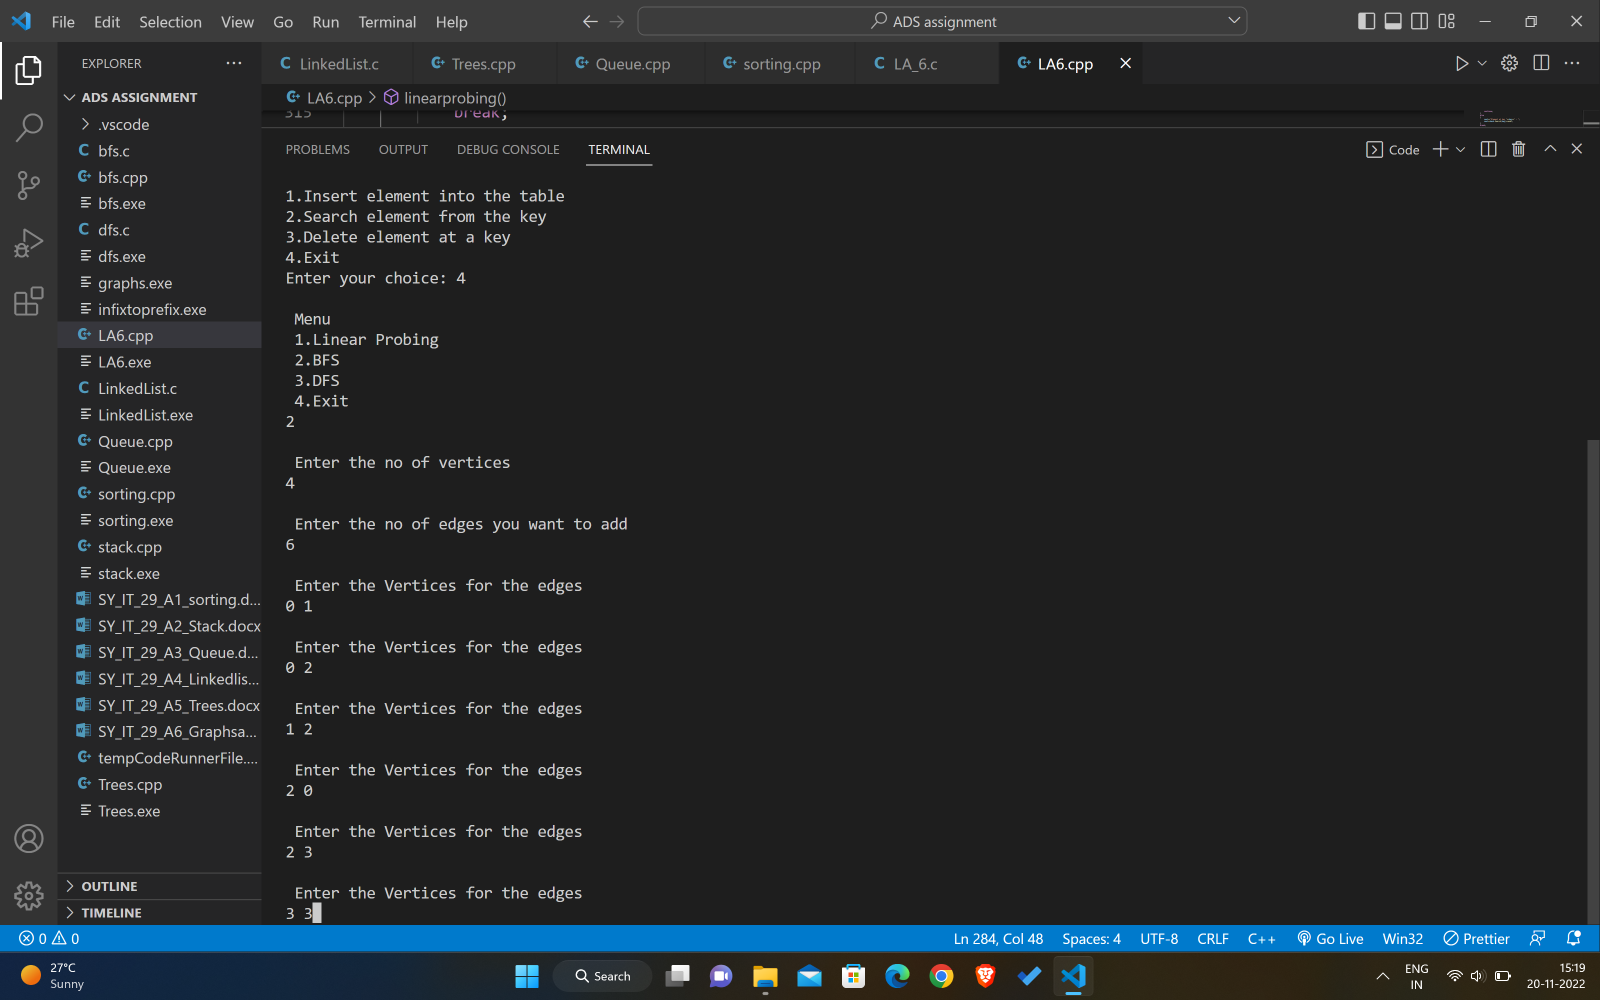 File Edit Selection View Go Run Terminal Help
ADS assignment
EXPLORER
LinkedList.c Trees.cpp Queue.cpp sorting.cpp LA_6.c LA6.cpp
ADS ASSIGNMENT
LA6.cpp > linearprobing()
315 break;
.vscode
bfs.c
bfs.cpp
bfs.exe
dfs.c
dfs.exe
graphs.exe
infixtoprefix.exe
LA6.cpp
LA6.exe
LinkedList.c
LinkedList.exe
Queue.cpp
Queue.exe
sorting.cpp
sorting.exe
stack.cpp
stack.exe
SY_IT_29_A1_sorting.d...
SY_IT_29_A2_Stack.docx
SY_IT_29_A3_Queue.d...
SY_IT_29_A4_Linkedlis...
SY_IT_29_A5_Trees.docx
SY_IT_29_A6_Graphsa...
tempCodeRunnerFile....
Trees.cpp
Trees.exe
OUTLINE
TIMELINE
PROBLEMS OUTPUT DEBUG CONSOLE TERMINAL
Code
1.Insert element into the table
2.Search element from the key
3.Delete element at a key
4.Exit
Enter your choice: 4
Menu
1.Linear Probing
2.BFS
3.DFS
4.Exit
2
Enter the no of vertices
4
Enter the no of edges you want to add
6
Enter the Vertices for the edges
0 1
Enter the Vertices for the edges
0 2
Enter the Vertices for the edges
1 2
Enter the Vertices for the edges
2 0
Enter the Vertices for the edges
2 3
Enter the Vertices for the edges
3 3
0 0 Ln 284, Col 48 Spaces: 4 UTF-8 CRLF C++ Go Live Win32 Prettier
27°C
Sunny
Search
ENG
IN
15:19
20-11-2022